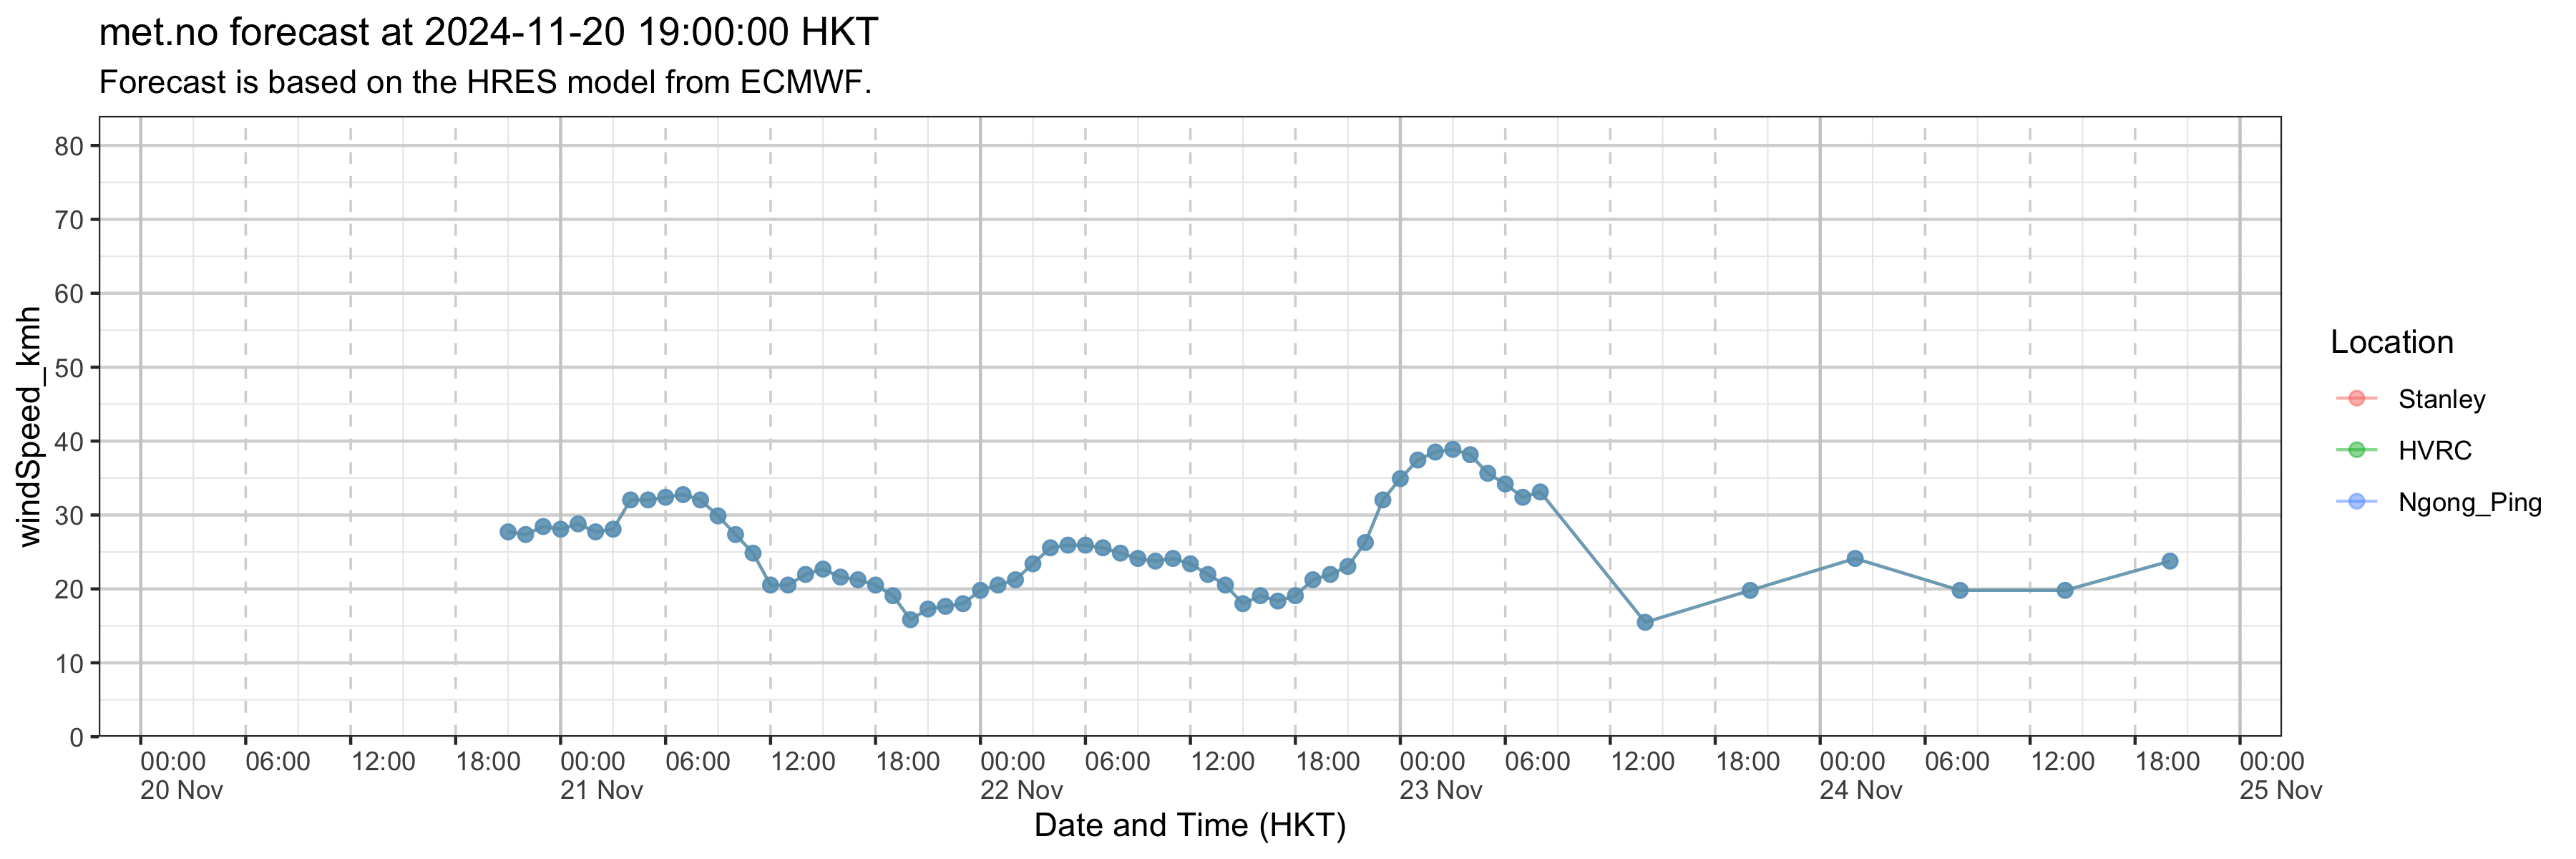 met.no forecast at 2024-11-20 19:00:00 HKT
Forecast is based on the HRES model from ECMWF.
windSpeed_kmh
80
70
60
50
40
30
20
10
0
00:00 06:00 12:00 18:00 00:00 06:00 12:00 18:00 00:00 06:00 12:00 18:00 00:00 06:00 12:00 18:00 00:00 06:00 12:00 18:00 00:00
20 Nov 21 Nov 22 Nov 23 Nov 24 Nov 25 Nov
Date and Time (HKT)
Location
Stanley
HVRC
Ngong_Ping